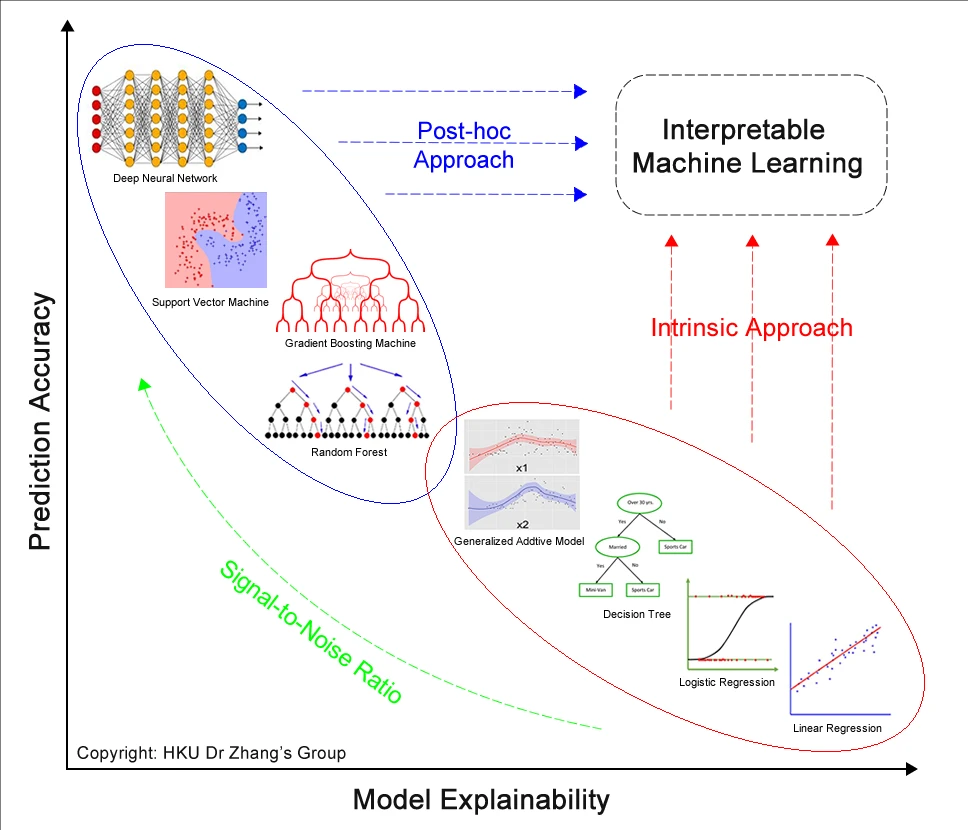 Deep Neural Network
Post-hoc
Approach
Interpretable
Machine Learning
Support Vector Machine
Gradient Boosting Machine
Random Forest
Intrinsic Approach
x1
x2
Generalized Addtive Model
Over 30 yrs.
Yes
No
Married
Sports Car
Yes
No
Mini-Van
Sports Car
Decision Tree
Logistic Regression
Linear Regression
Signal-to-Noise Ratio
Prediction Accuracy
Copyright: HKU Dr Zhang's Group
Model Explainability